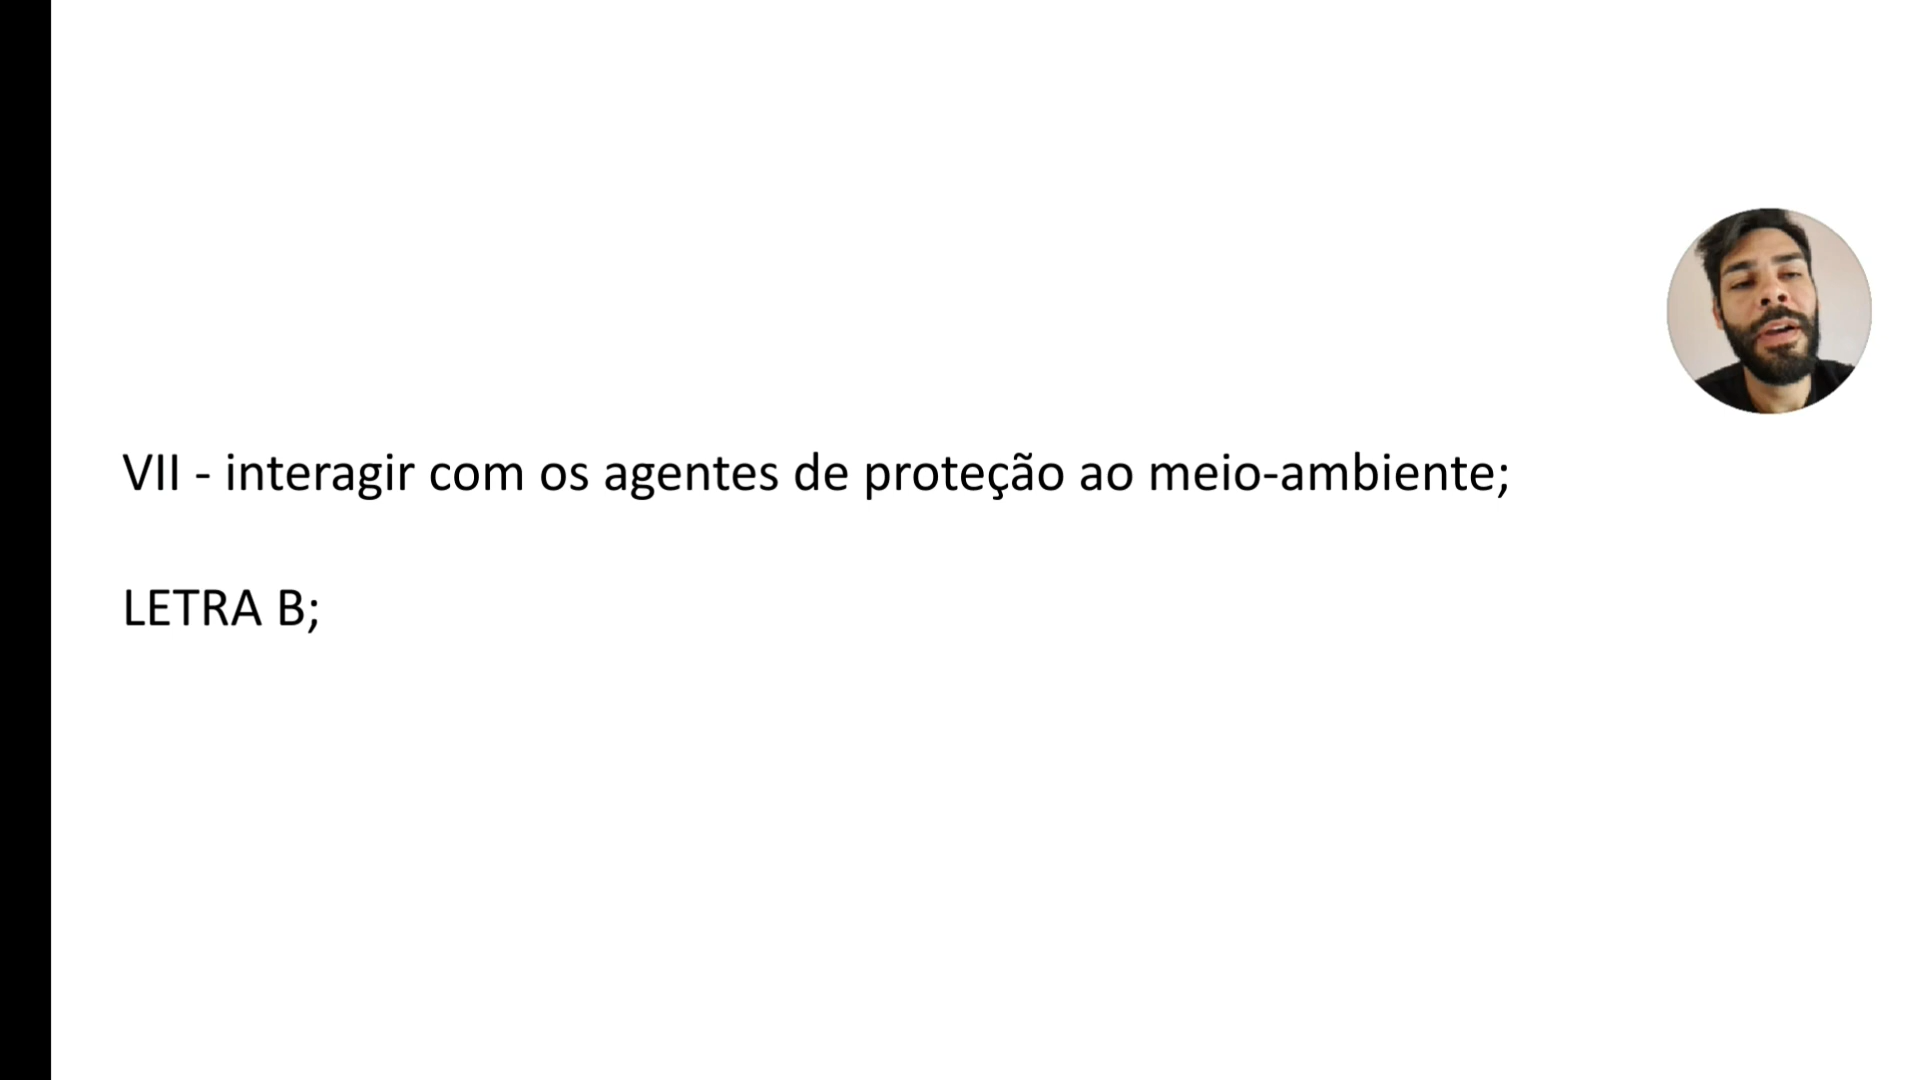 VII - interagir com os agentes de proteção ao meio-ambiente;
LETRA B;